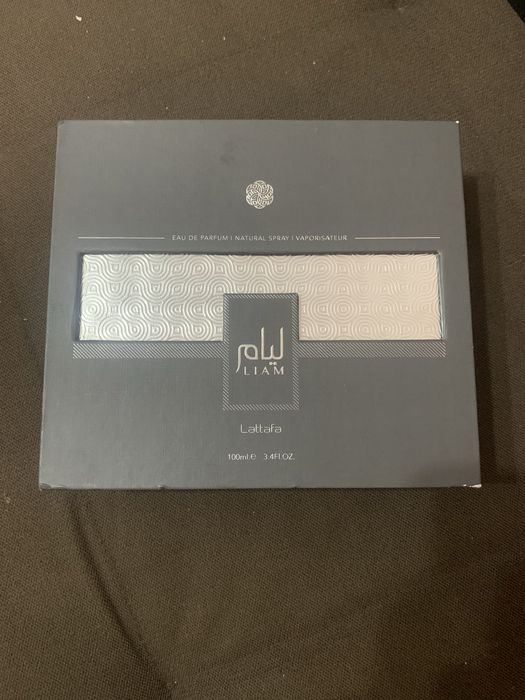 EAU DE PARFUM | NATURAL SPRAY | VAPORISATEUR
ليام
LIAM
Lattafa
100ml.℮ 3.4Fl.OZ.